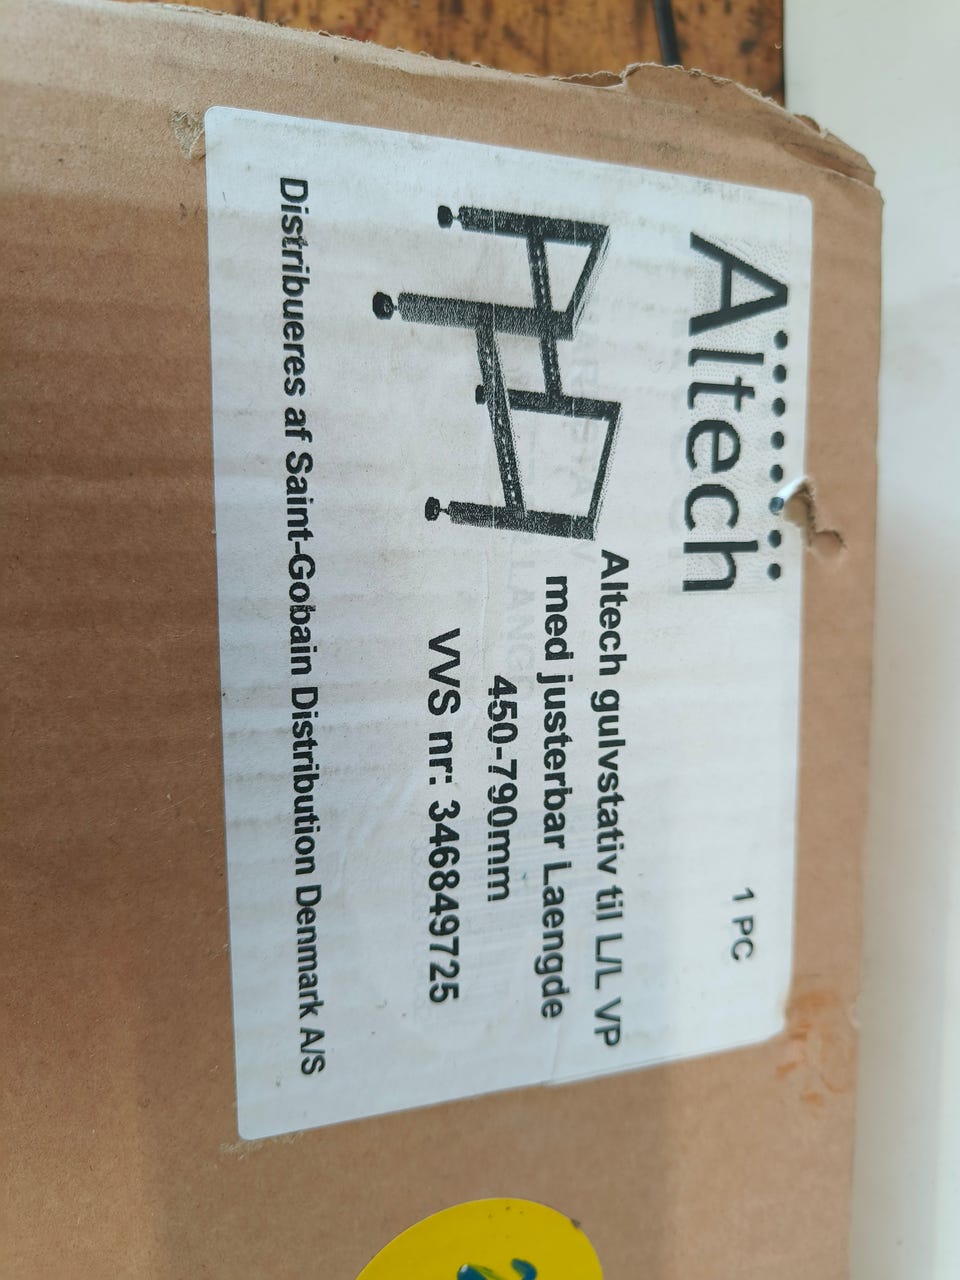 Altech
1 PC
Altech gulvstativ til L/L VP
med justerbar Laengde
450-790mm
VVS nr: 346849725
Distribueres af Saint-Gobain Distribution Denmark A/S